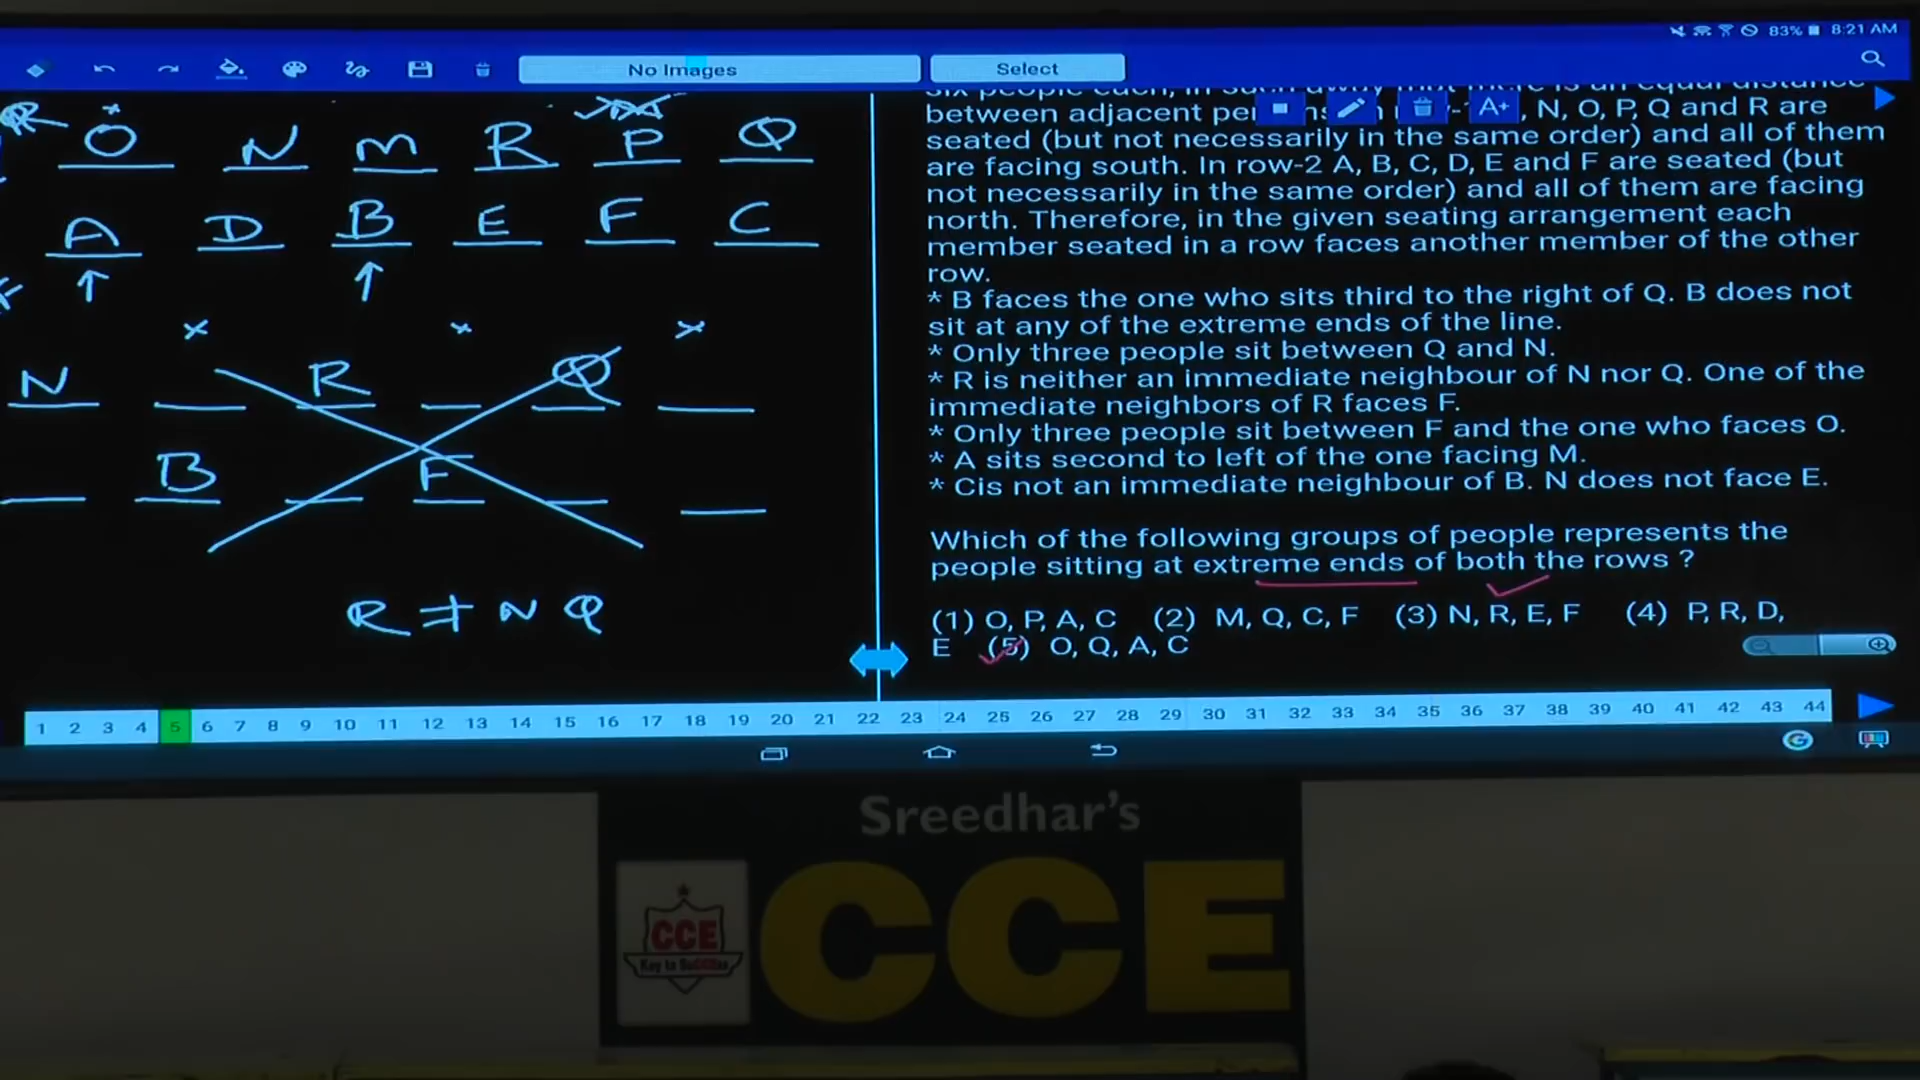 83% 8:21 AM
No Images
Select
between adjacent
A+
, N, O, P, Q and R are
seated (but not necessarily in the same order) and all of them
are facing south. In row-2 A, B, C, D, E and F are seated (but
not necessarily in the same order) and all of them are facing
north. Therefore, in the given seating arrangement each
member seated in a row faces another member of the other
row.
* B faces the one who sits third to the right of Q. B does not
sit at any of the extreme ends of the line.
* Only three people sit between Q and N.
* R is neither an immediate neighbour of N nor Q. One of the
immediate neighbors of R faces F.
* Only three people sit between F and the one who faces O.
* A sits second to left of the one facing M.
* Cis not an immediate neighbour of B. N does not face E.
Which of the following groups of people represents the
people sitting at extreme ends of both the rows ?
(1) O, P, A, C (2) M, Q, C, F (3) N, R, E, F (4) P, R, D,
E (5) O, Q, A, C
O N M R P Q
A D B E F C
N R Q
B F
R ≠ N Q
1 2 3 4 5 6 7 8 9 10 11 12 13 14 15 16 17 18 19 20 21 22 23 24 25 26 27 28 29 30 31 32 33 34 35 36 37 38 39 40 41 42 43 44
G
Sreedhar's
CCE
CCE
Key to Success